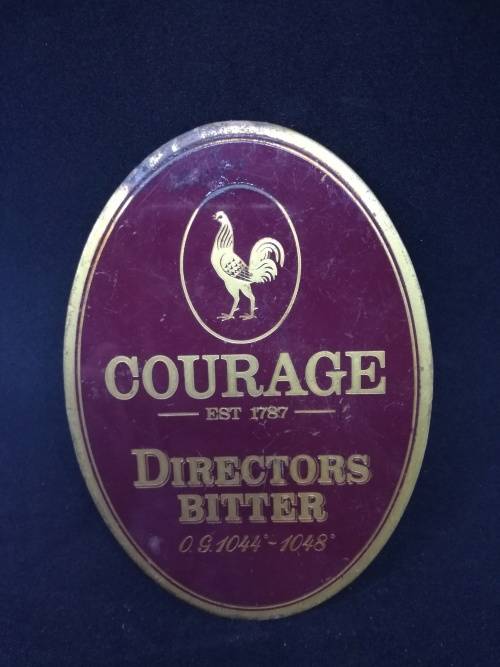 COURAGE
EST 1787
DIRECTORS
BITTER
O.G. 1044°-1048°